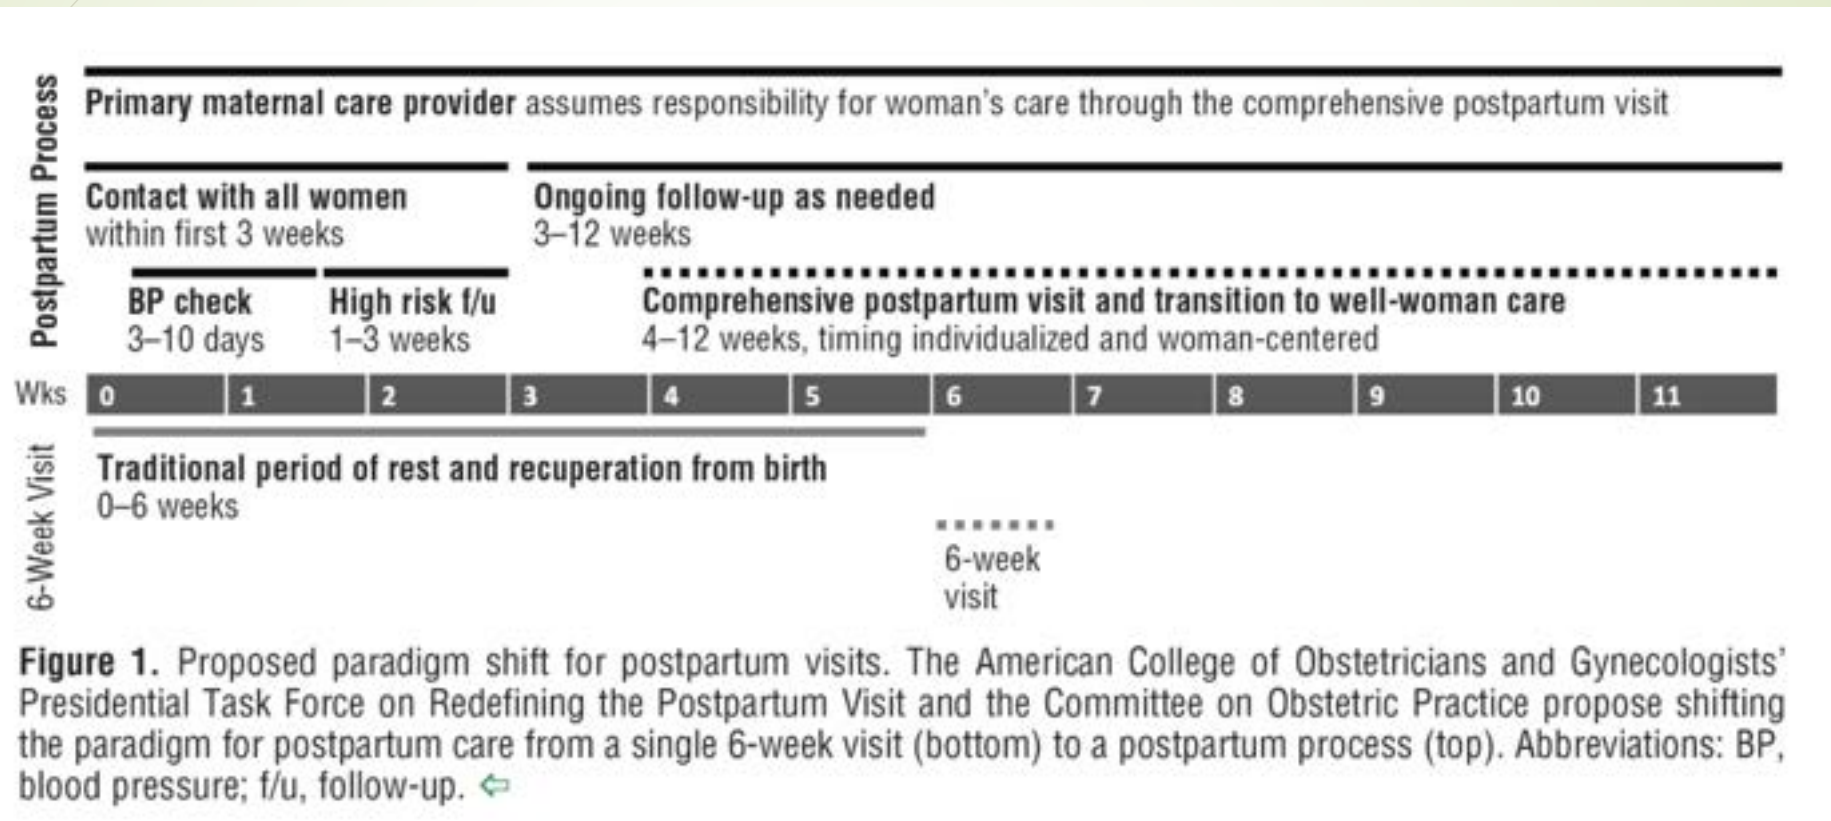 Postpartum Process
Primary maternal care provider assumes responsibility for woman's care through the comprehensive postpartum visit
Contact with all women
within first 3 weeks
Ongoing follow-up as needed
3–12 weeks
BP check
3–10 days
High risk f/u
1–3 weeks
Comprehensive postpartum visit and transition to well-woman care
4–12 weeks, timing individualized and woman-centered
Wks 0 1 2 3 4 5 6 7 8 9 10 11
6-Week Visit
Traditional period of rest and recuperation from birth
0–6 weeks
6-week
visit
Figure 1. Proposed paradigm shift for postpartum visits. The American College of Obstetricians and Gynecologists'
Presidential Task Force on Redefining the Postpartum Visit and the Committee on Obstetric Practice propose shifting
the paradigm for postpartum care from a single 6-week visit (bottom) to a postpartum process (top). Abbreviations: BP,
blood pressure; f/u, follow-up. ⇦